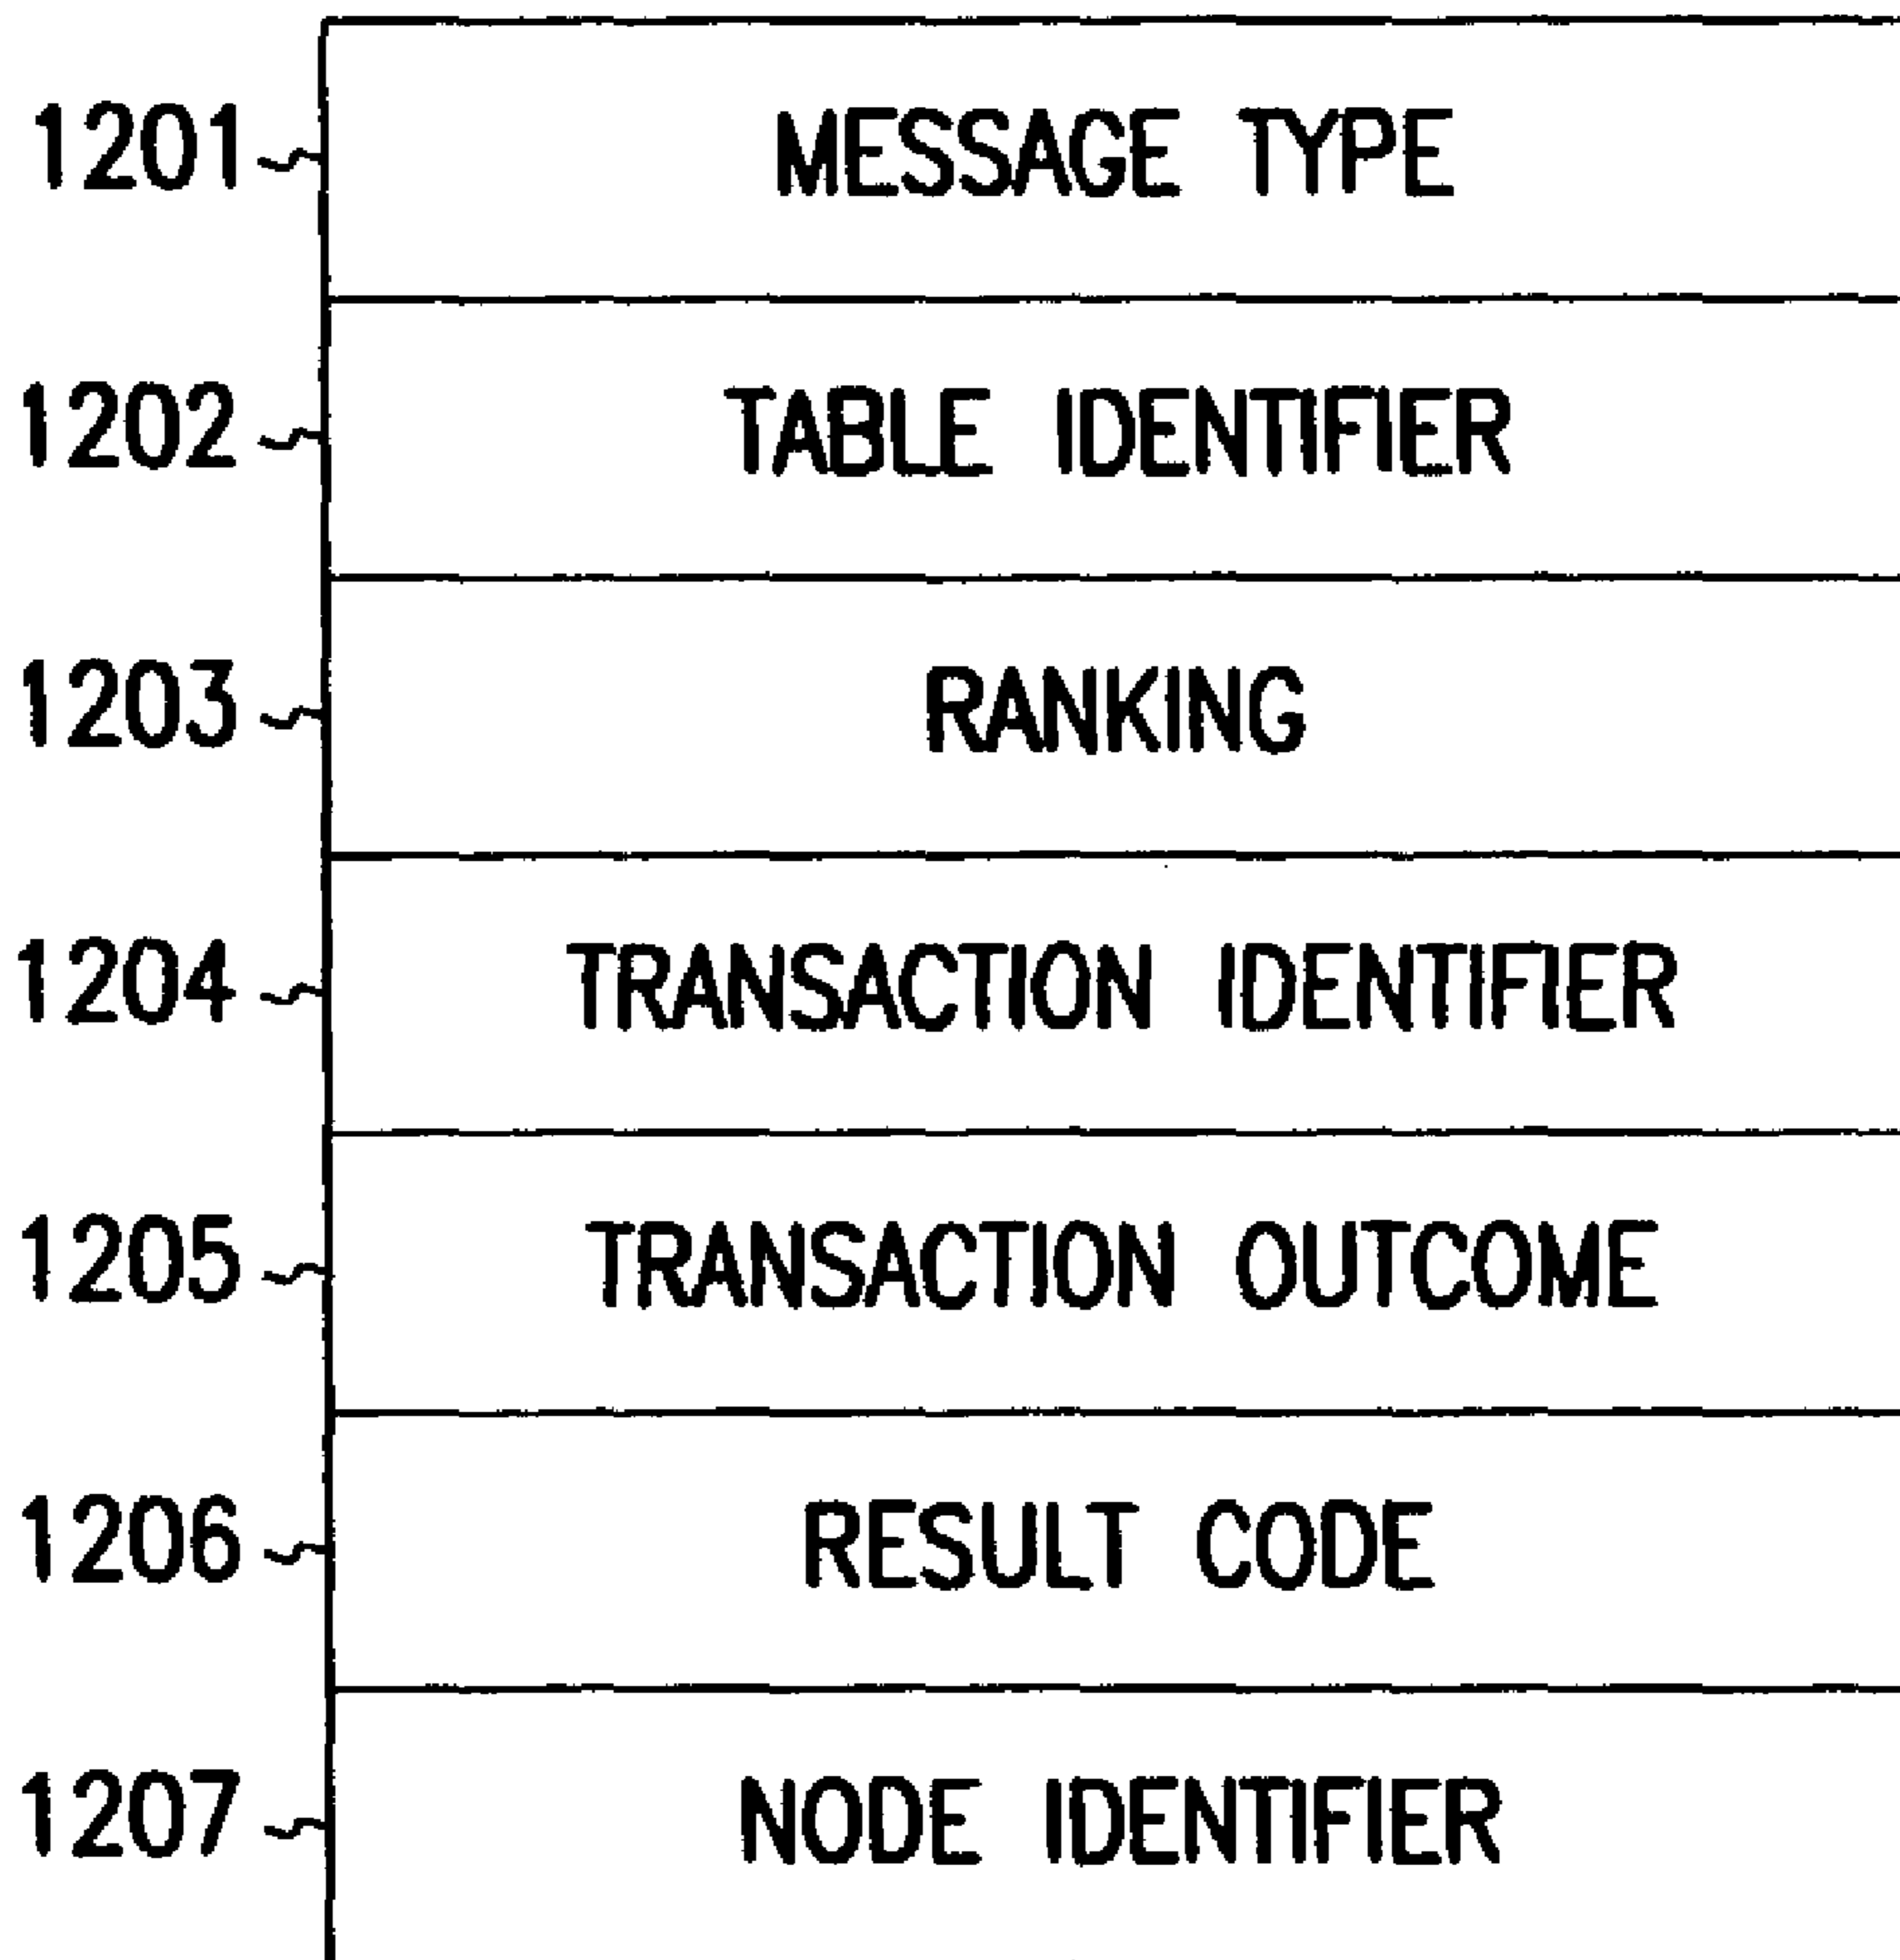 1201 MESSAGE TYPE
1202 TABLE IDENTIFIER
1203 RANKING
1204 TRANSACTION IDENTIFIER
1205 TRANSACTION OUTCOME
1206 RESULT CODE
1207 NODE IDENTIFIER